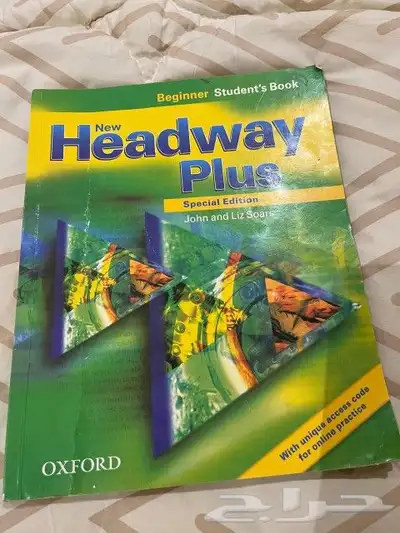 Beginner Student's Book
New
Headway
Plus
Special Edition
John and Liz Soars
With unique access code
for online practice
OXFORD
حراج